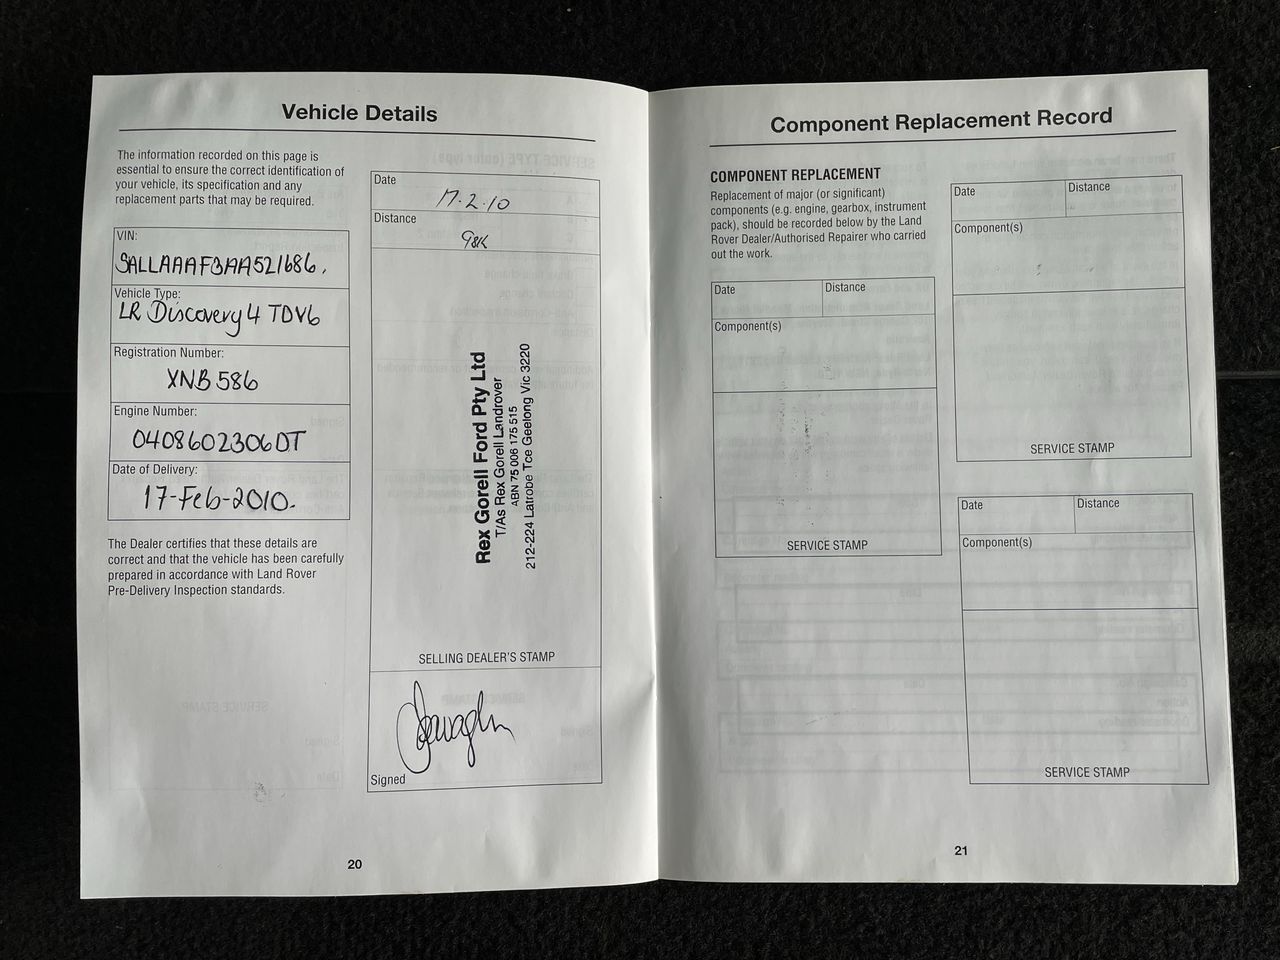 Vehicle Details
The information recorded on this page is
essential to ensure the correct identification of
your vehicle, its specification and any
replacement parts that may be required.
VIN:
SALLAAAF3AA521686.
Vehicle Type:
LR Discovery 4 TDV6
Registration Number:
XNB 586
Engine Number:
0408602306DT
Date of Delivery:
17-Feb-2010.
The Dealer certifies that these details are
correct and that the vehicle has been carefully
prepared in accordance with Land Rover
Pre-Delivery Inspection standards.
Date
17.2.10
Distance
98K
Rex Gorell Ford Pty Ltd
T/As Rex Gorell Landrover
ABN 75 006 175 515
212-224 Latrobe Tce Geelong Vic 3220
SELLING DEALER'S STAMP
Signed
20
Component Replacement Record
COMPONENT REPLACEMENT
Replacement of major (or significant)
components (e.g. engine, gearbox, instrument
pack), should be recorded below by the Land
Rover Dealer/Authorised Repairer who carried
out the work.
Date
Distance
Component(s)
SERVICE STAMP
Date
Distance
Component(s)
SERVICE STAMP
Date
Distance
Component(s)
SERVICE STAMP
21